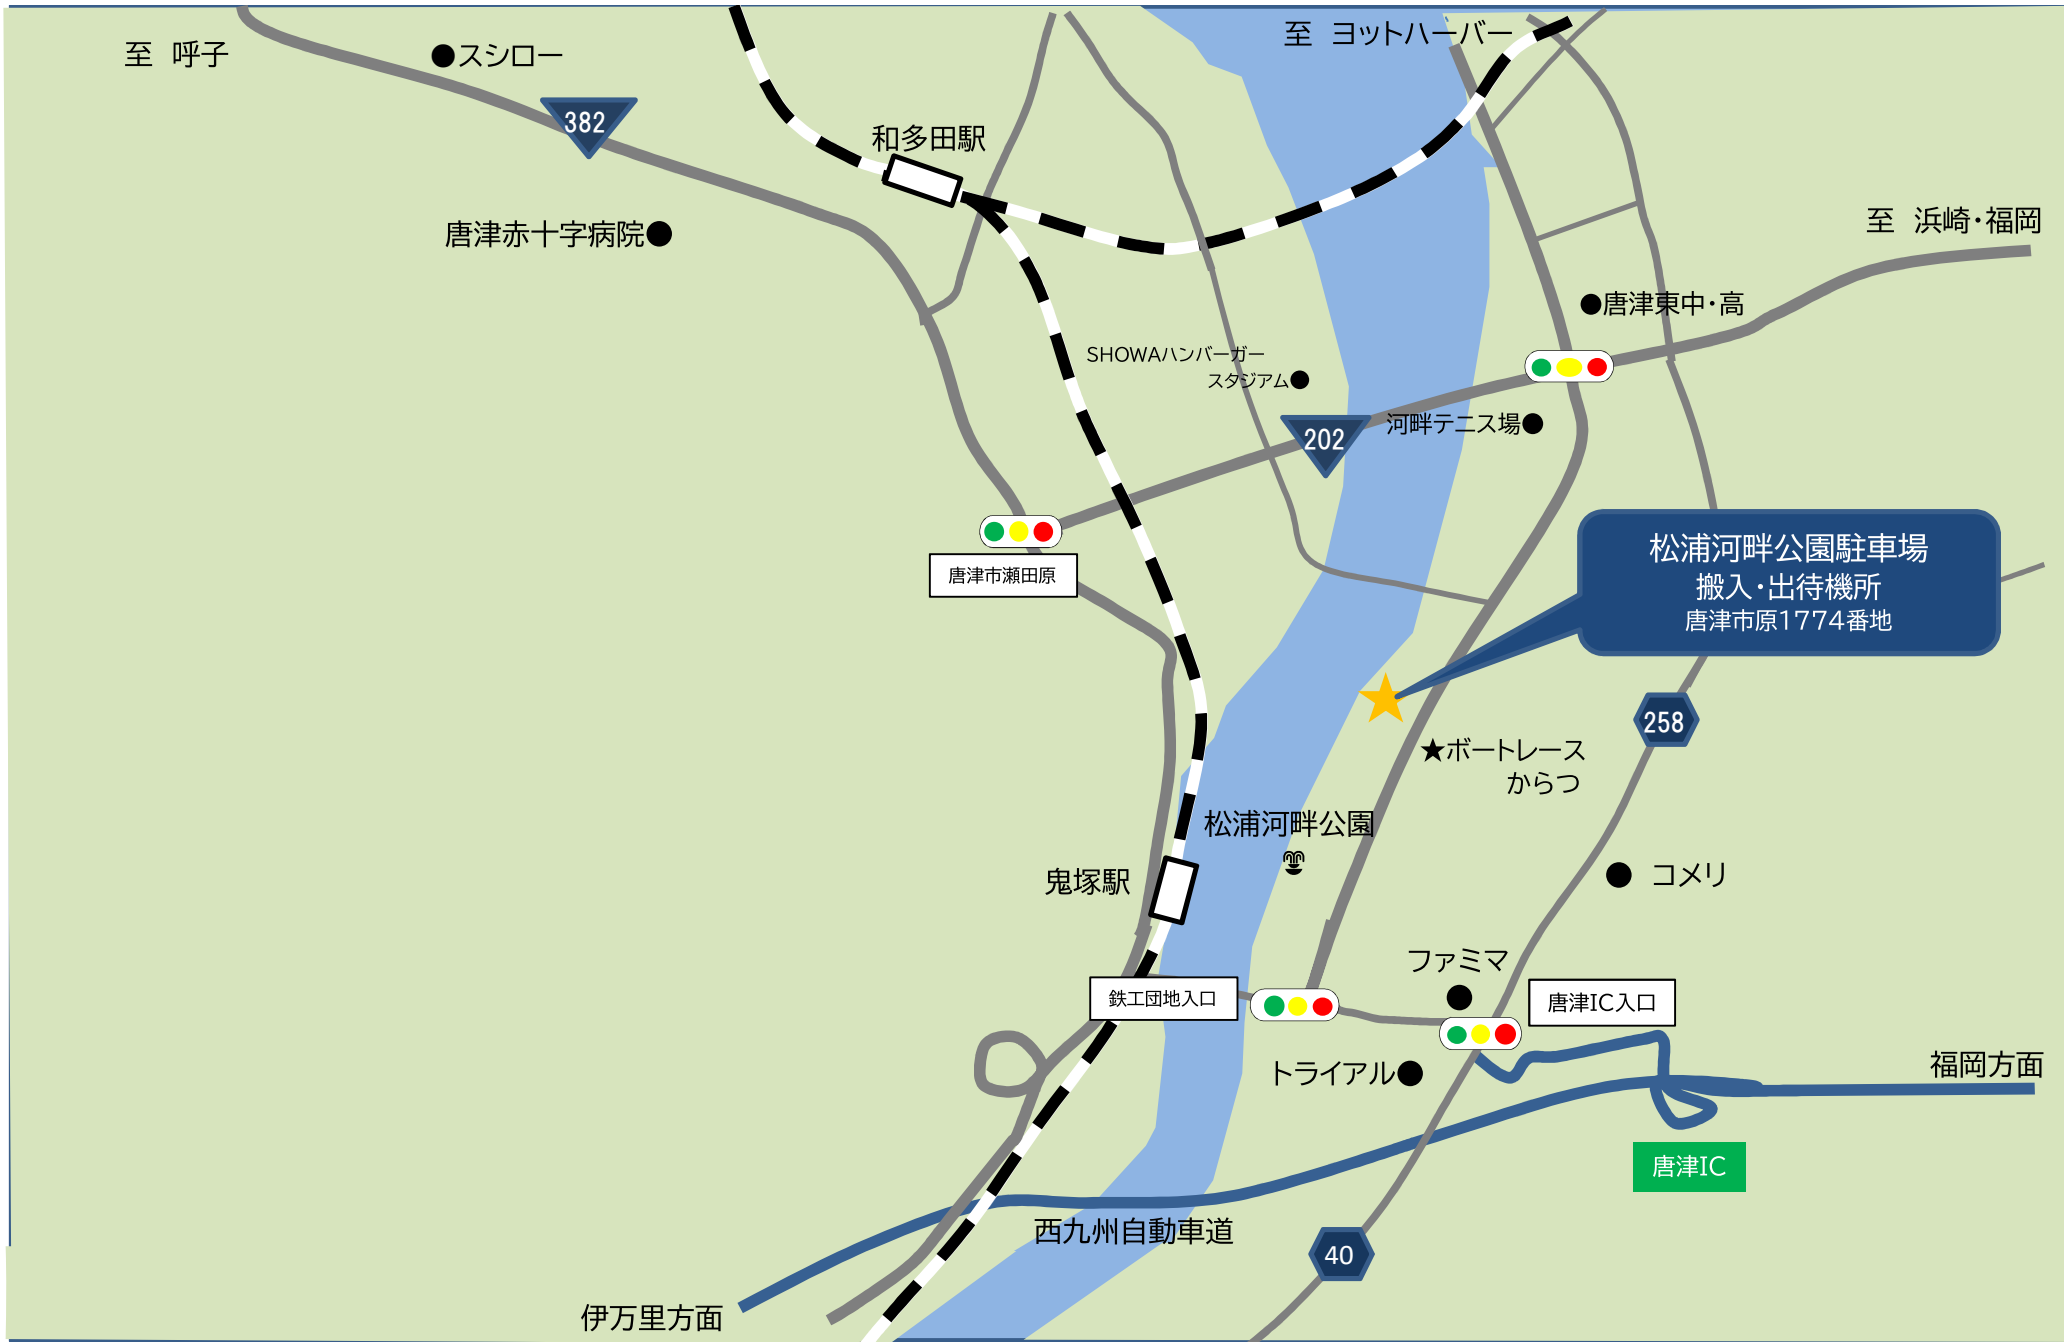 至　ヨットハーバー
至　呼子
●スシロー
382
和多田駅
唐津赤十字病院●
至　浜崎・福岡
●唐津東中・高
SHOWAハンバーガー
スタジアム●
河畔テニス場●
202
唐津市瀬田原
松浦河畔公園駐車場
搬入・出待機所
唐津市原1774番地
258
★ボートレース
からつ
松浦河畔公園
鬼塚駅
● コメリ
ファミマ
鉄工団地入口
唐津IC入口
トライアル●
福岡方面
唐津IC
西九州自動車道
40
伊万里方面